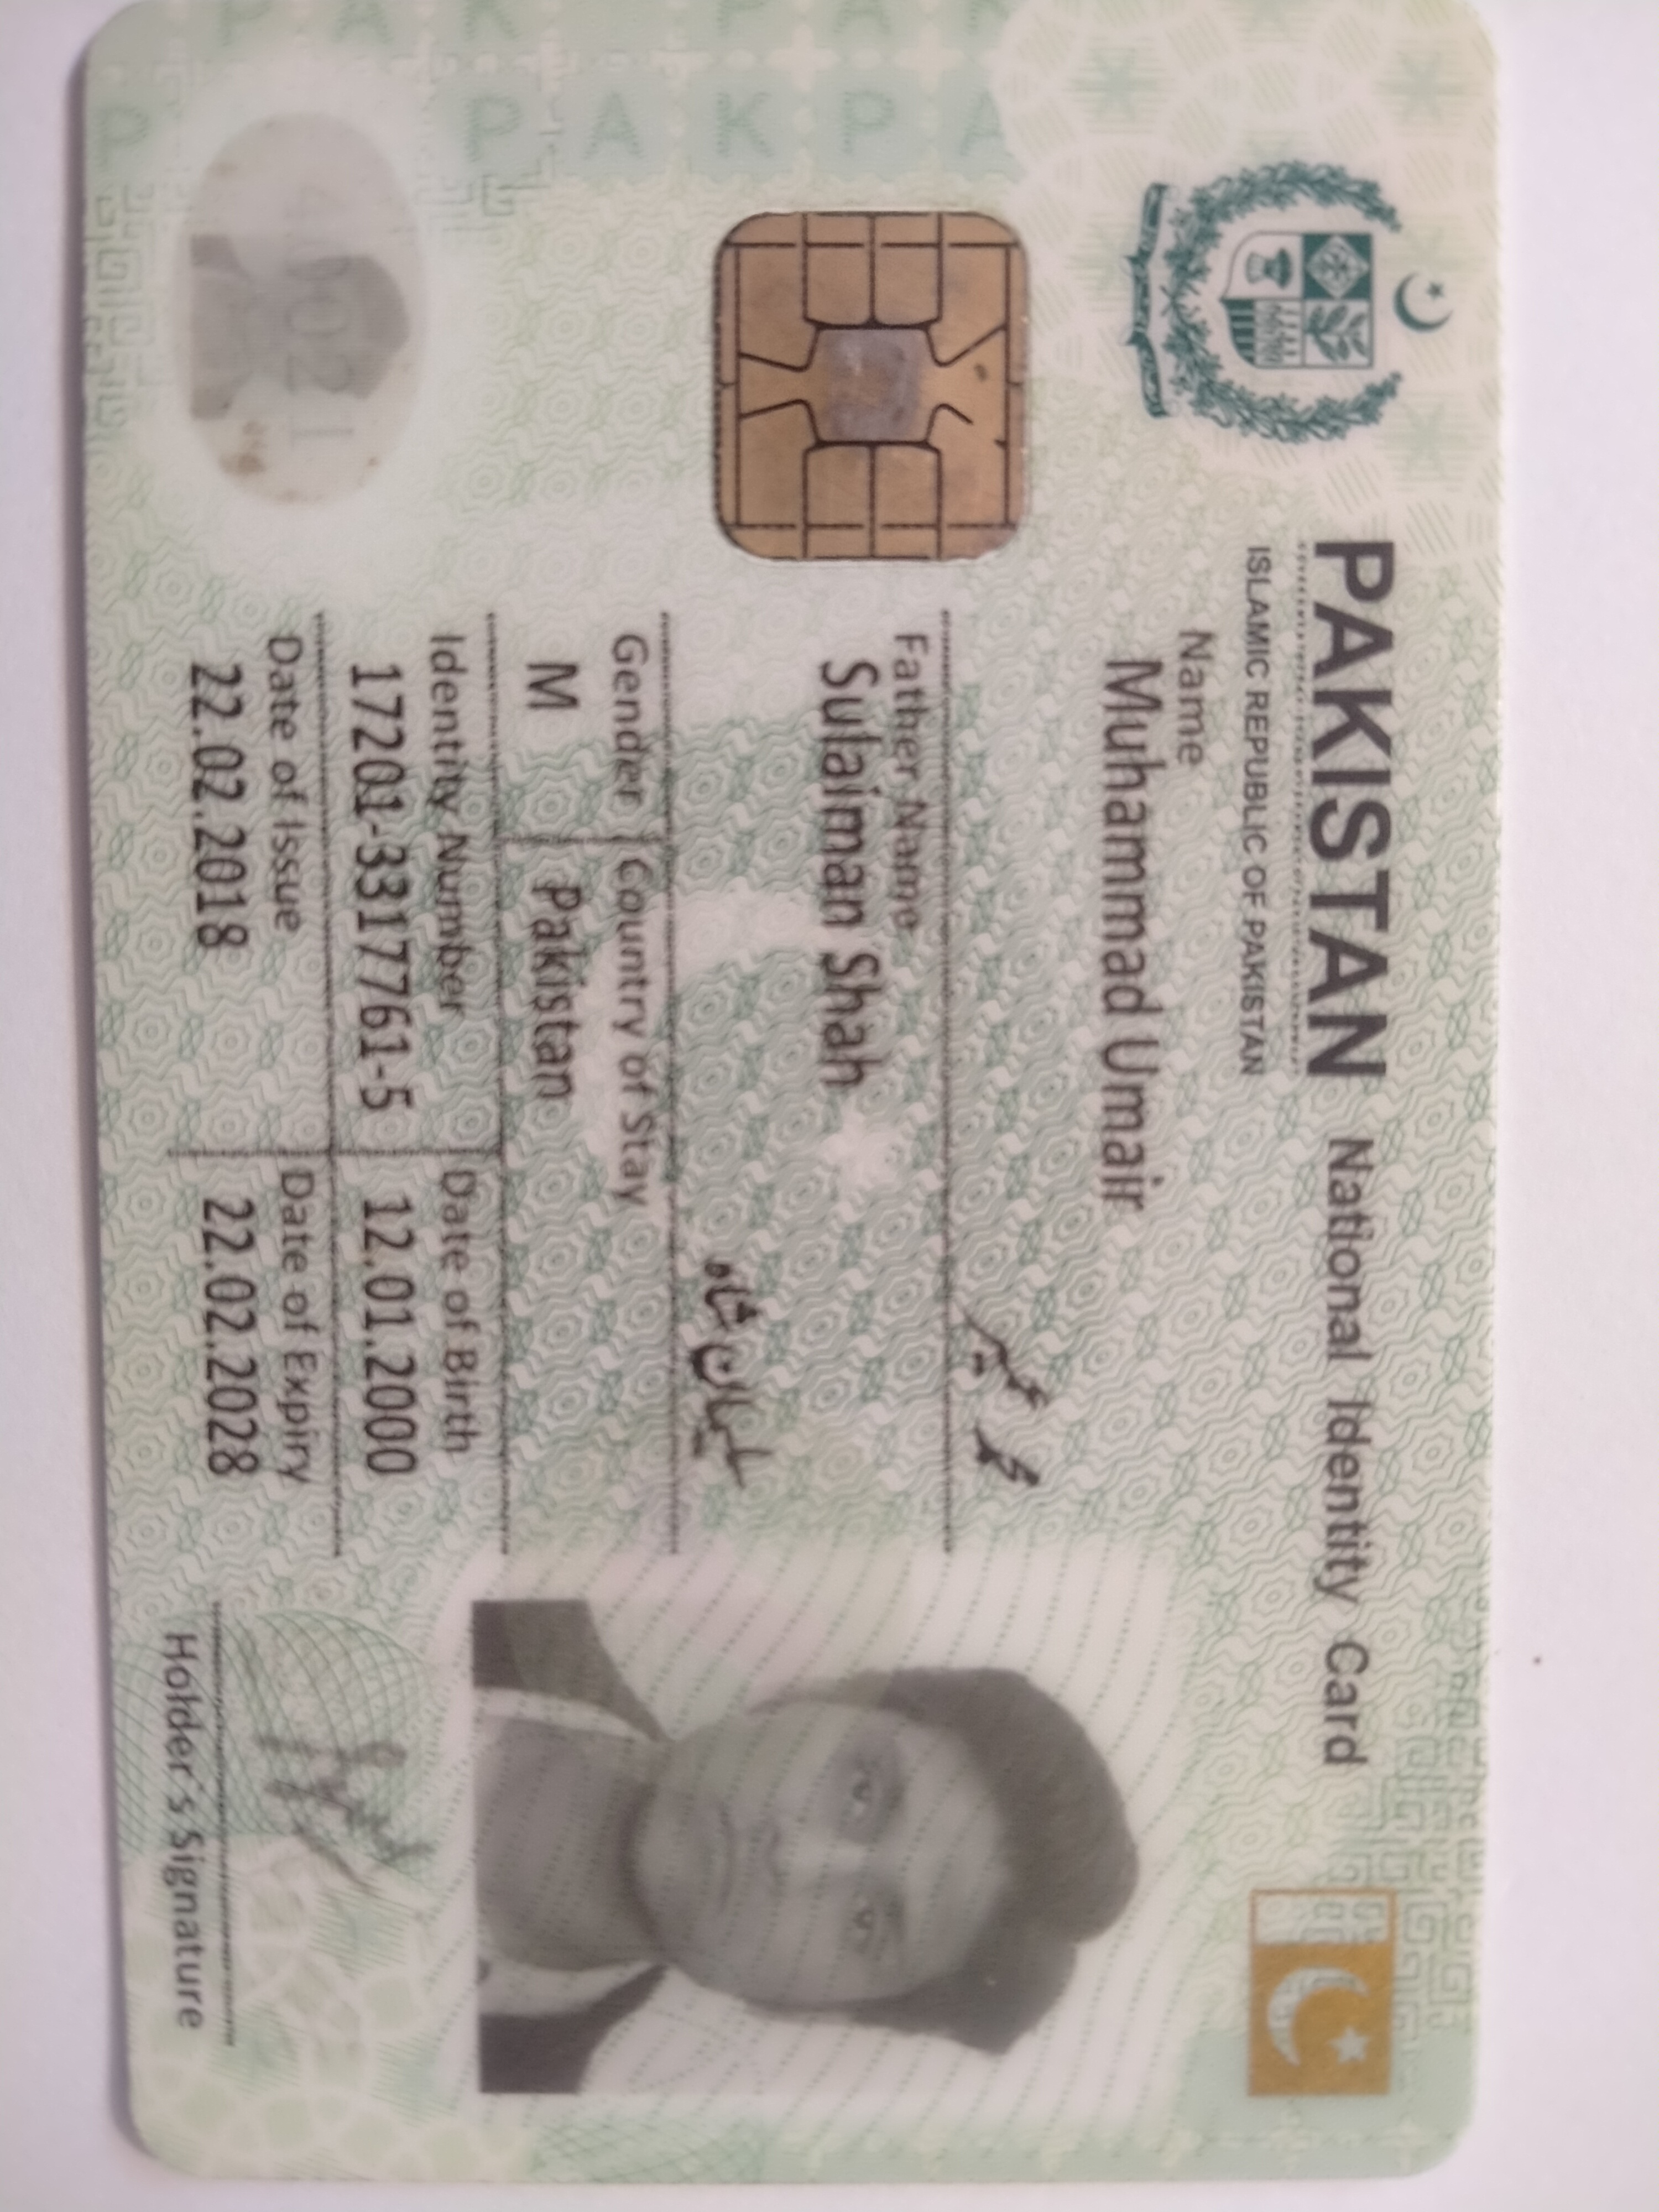 PAKISTAN National Identity Card
ISLAMIC REPUBLIC OF PAKISTAN
Name
Muhammad Umair
محمد عمیر
Father Name
Sulaiman Shah
سلیمان شاہ
Gender Country of Stay
M Pakistan
Identity Number Date of Birth
17201-3317761-5 12.01.2000
Date of Issue Date of Expiry
22.02.2018 22.02.2028
Holder's Signature